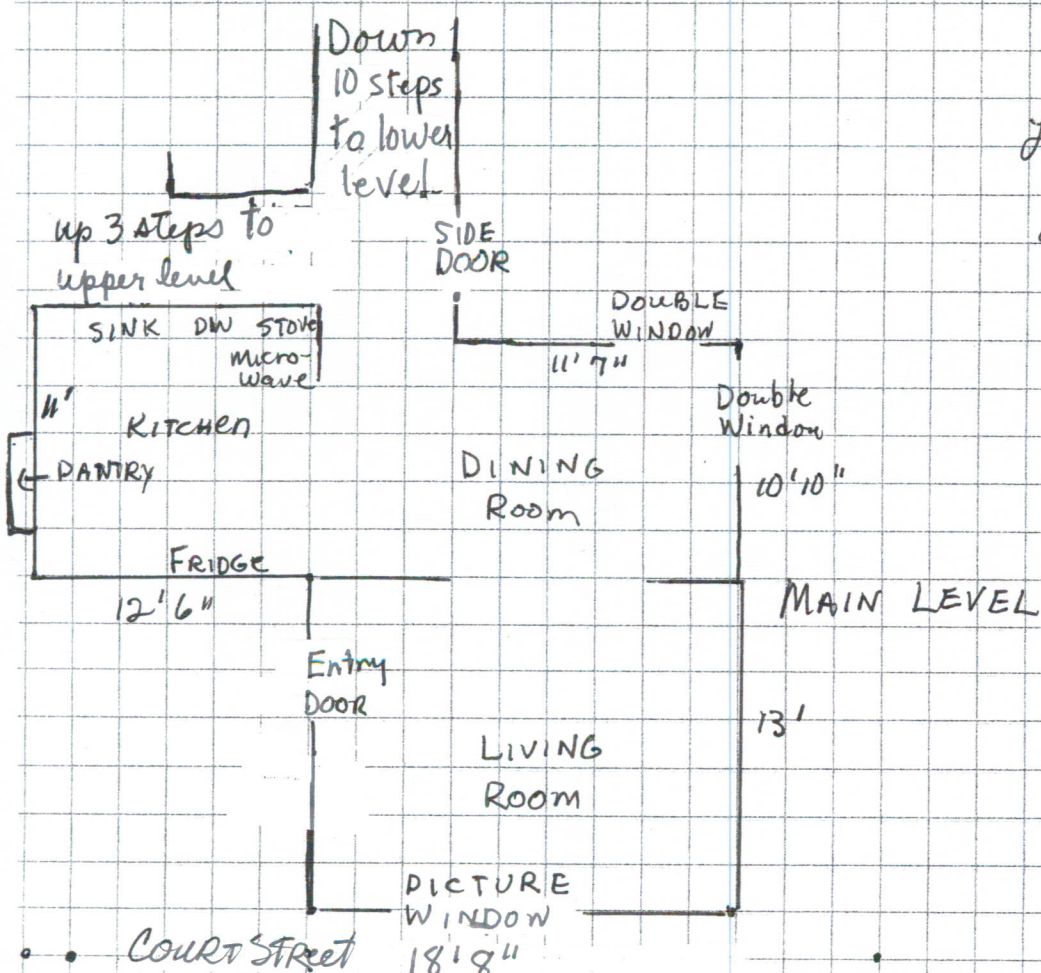 Down
10 steps
to lower
level
up 3 steps to
upper level
SIDE
DOOR
DOUBLE
WINDOW
SINK DW STOVE
micro-
wave
11' 7"
Double
Window
11'
KITCHEN
PANTRY
DINING
ROOM
10'10"
FRIDGE
12'6"
MAIN LEVEL
Entry
DOOR
13'
LIVING
ROOM
PICTURE
WINDOW
COURT STREET
18'8"